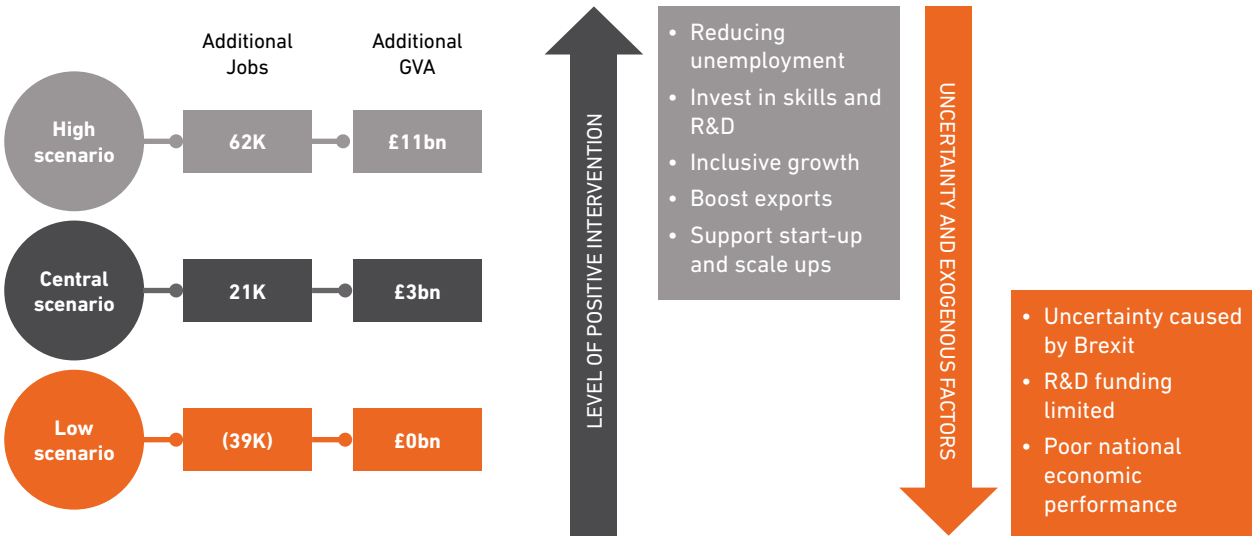 Additional
Jobs
Additional
GVA
High
scenario
62K
£11bn
Central
scenario
21K
£3bn
Low
scenario
(39K)
£0bn
LEVEL OF POSITIVE INTERVENTION
• Reducing
unemployment
• Invest in skills and
R&D
• Inclusive growth
• Boost exports
• Support start-up
and scale ups
UNCERTAINTY AND EXOGENOUS FACTORS
• Uncertainty caused
by Brexit
• R&D funding
limited
• Poor national
economic
performance